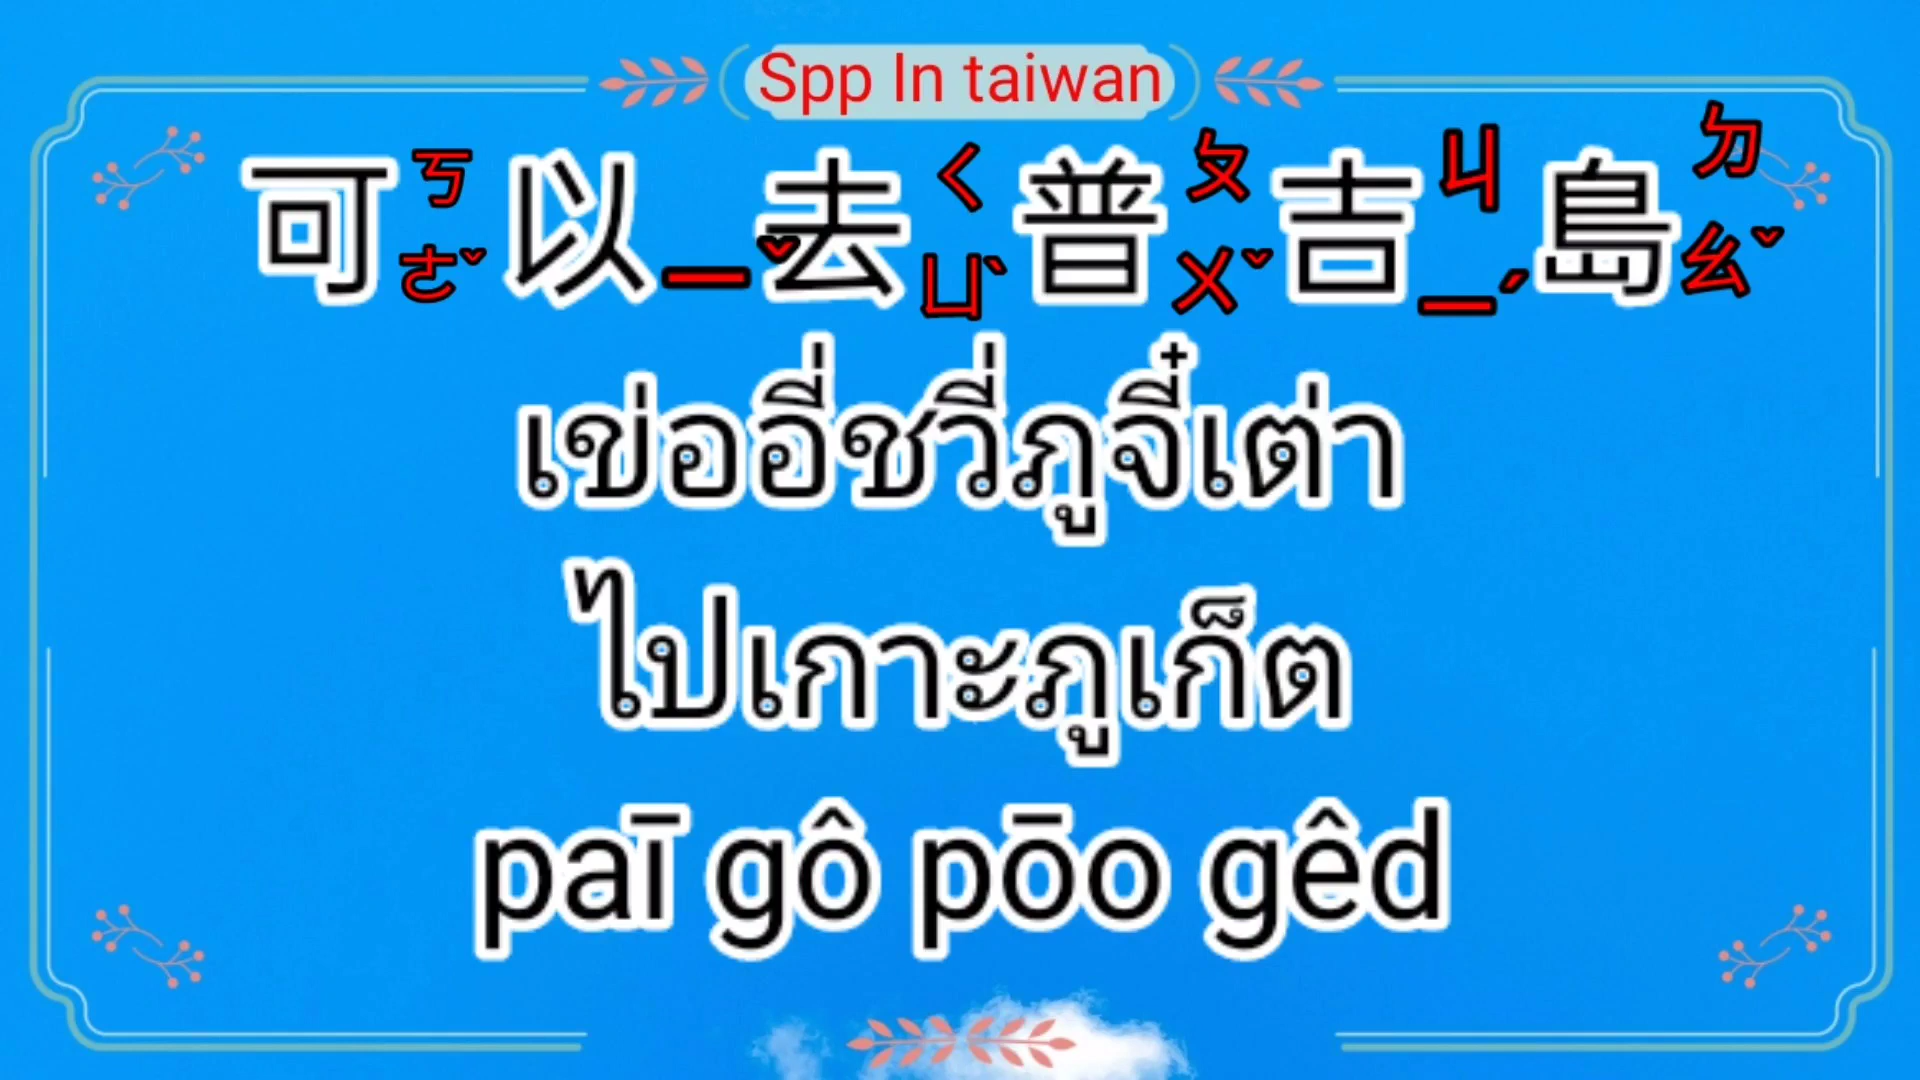 Spp In taiwan
可ㄎㄜˇ以ㄧˇ去ㄑㄩˋ普ㄆㄨˇ吉ㄐㄧˊ島ㄉㄠˇ
เข่ออี่ชวี่ภูจี๋เต่า
ไปเกาะภูเก็ต
paī gô pōo gêd